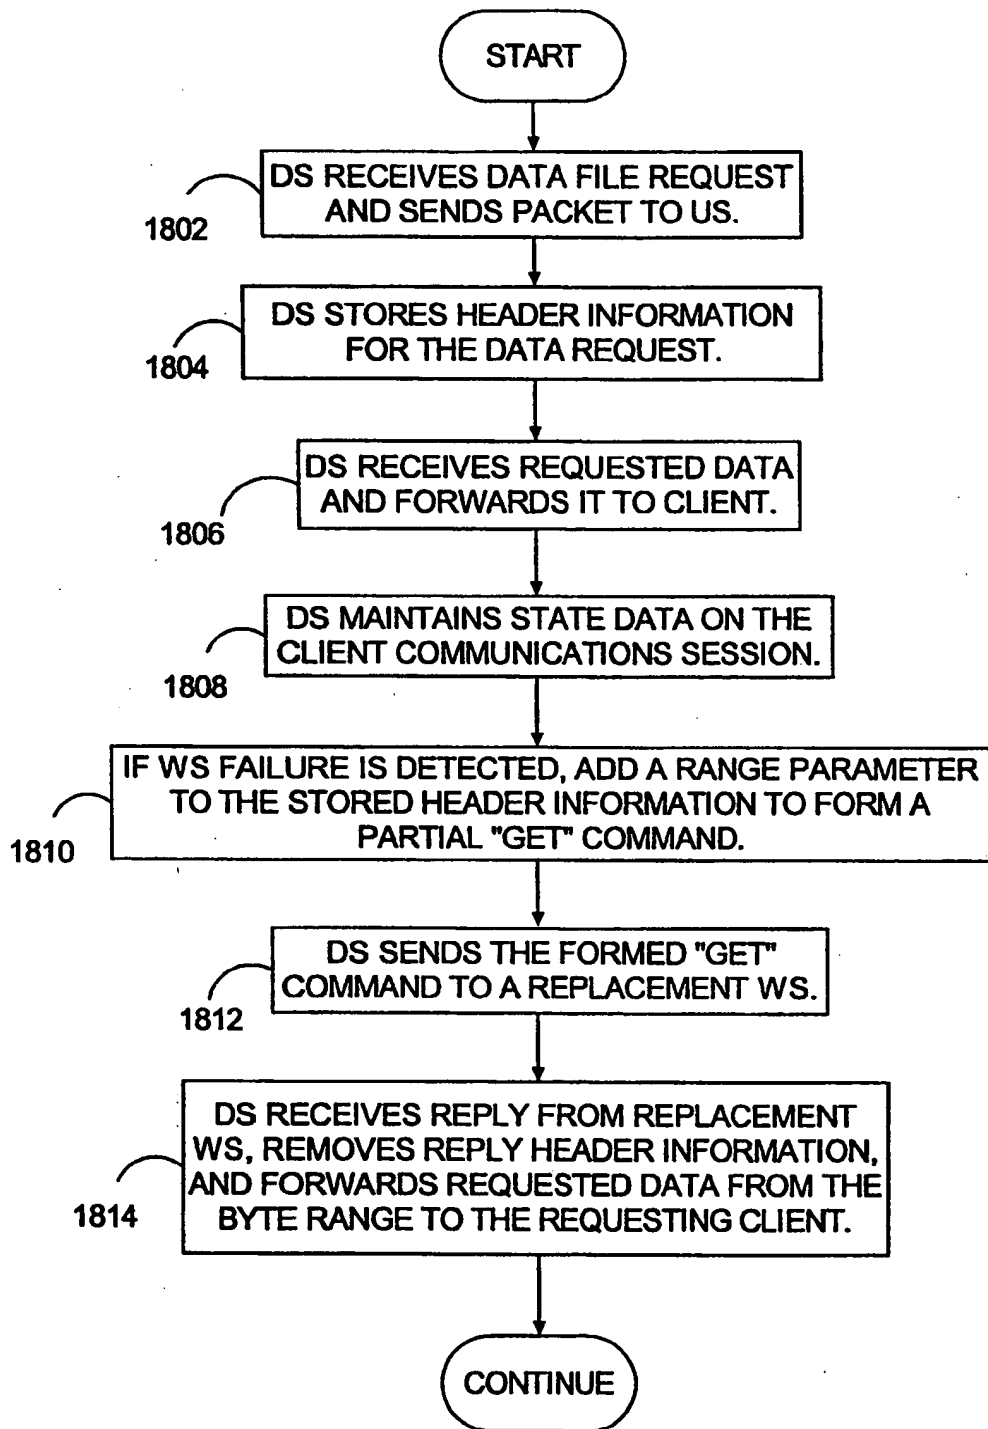 START
DS RECEIVES DATA FILE REQUEST
AND SENDS PACKET TO US.
1802
DS STORES HEADER INFORMATION
FOR THE DATA REQUEST.
1804
DS RECEIVES REQUESTED DATA
AND FORWARDS IT TO CLIENT.
1806
DS MAINTAINS STATE DATA ON THE
CLIENT COMMUNICATIONS SESSION.
1808
IF WS FAILURE IS DETECTED, ADD A RANGE PARAMETER
TO THE STORED HEADER INFORMATION TO FORM A
PARTIAL "GET" COMMAND.
1810
DS SENDS THE FORMED "GET"
COMMAND TO A REPLACEMENT WS.
1812
DS RECEIVES REPLY FROM REPLACEMENT
WS, REMOVES REPLY HEADER INFORMATION,
AND FORWARDS REQUESTED DATA FROM THE
BYTE RANGE TO THE REQUESTING CLIENT.
1814
CONTINUE